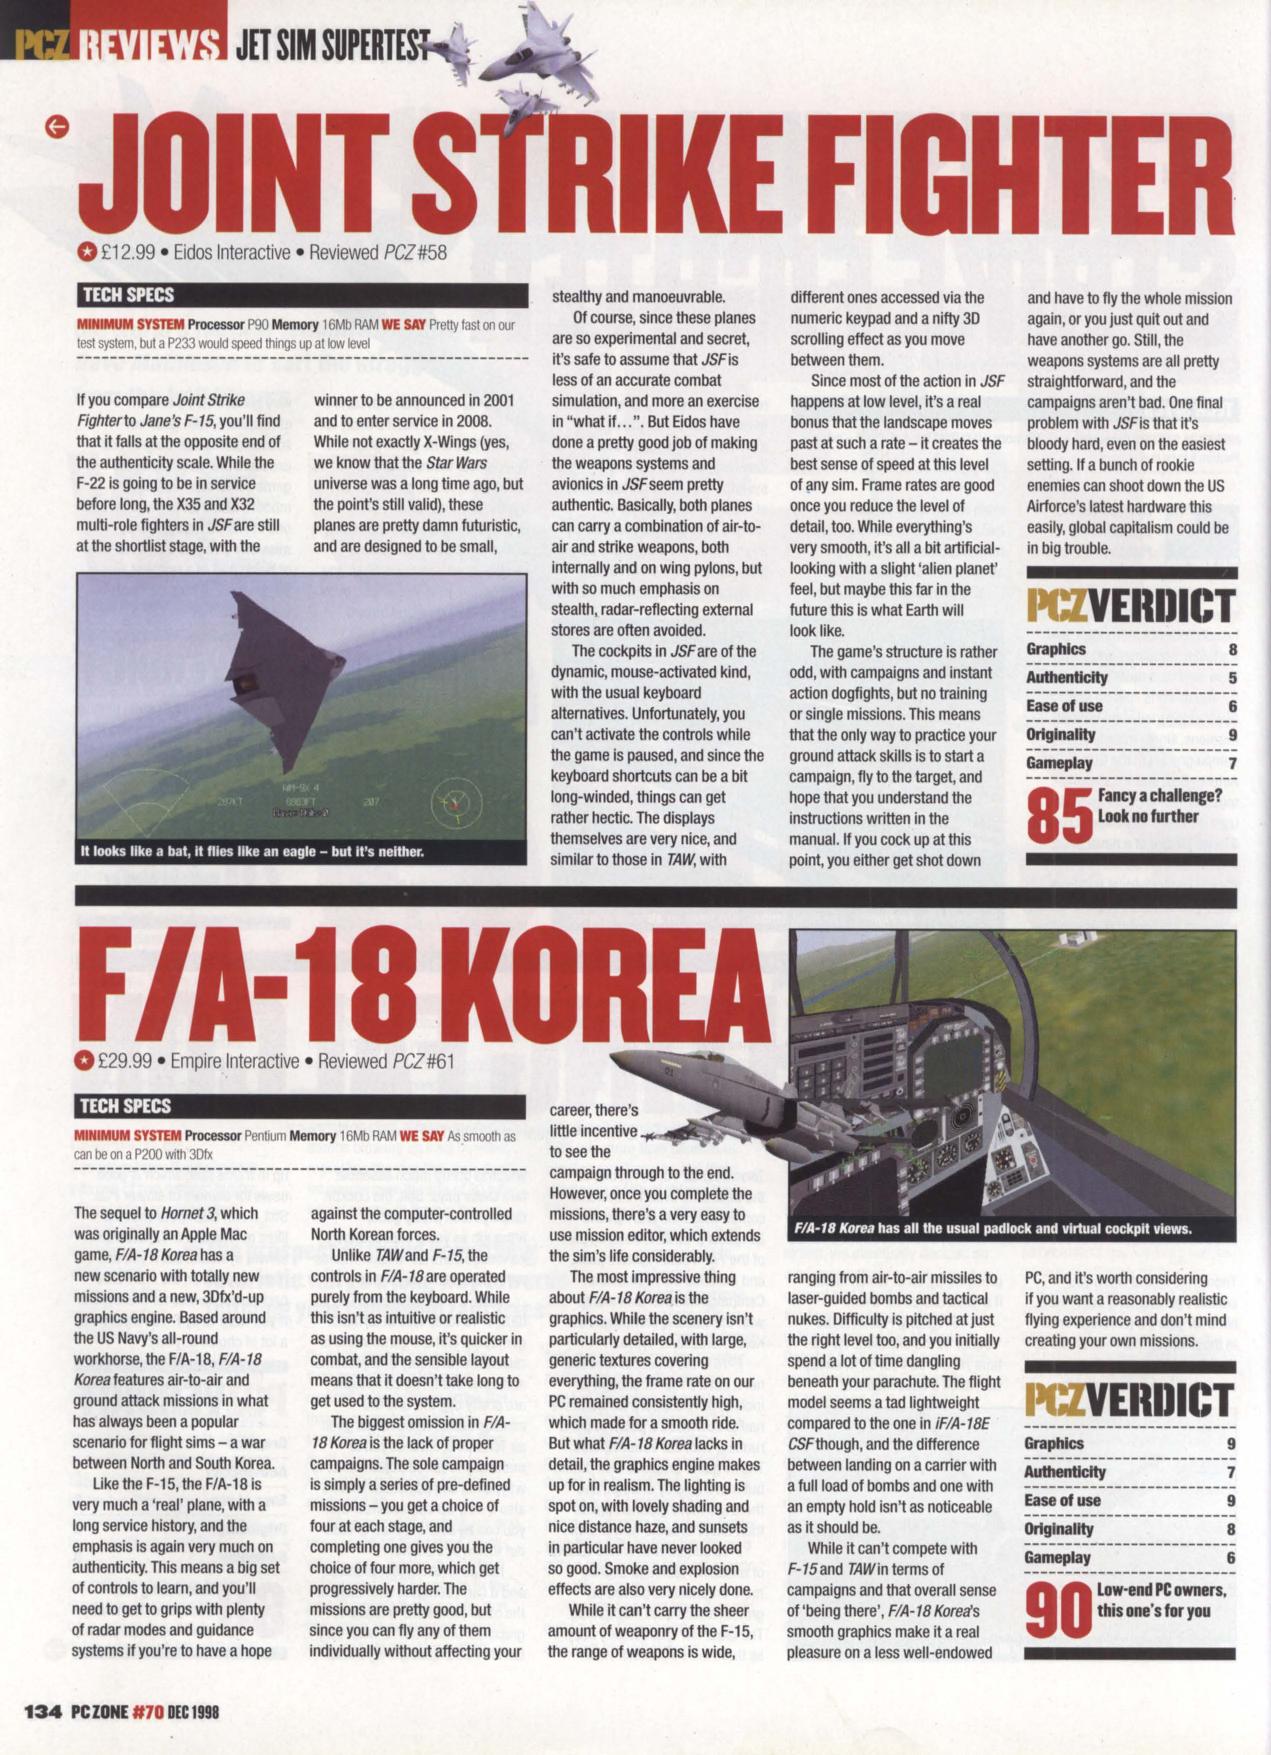 PCZ REVIEWS JET SIM SUPERTEST
JOINT STRIKE FIGHTER
£12.99 • Eidos Interactive • Reviewed PCZ #58
TECH SPECS
MINIMUM SYSTEM Processor P90 Memory 16Mb RAM WE SAY Pretty fast on our
test system, but a P233 would speed things up at low level
If you compare Joint Strike
Fighter to Jane's F-15, you'll find
that it falls at the opposite end of
the authenticity scale. While the
F-22 is going to be in service
before long, the X35 and X32
multi-role fighters in JSF are still
at the shortlist stage, with the
winner to be announced in 2001
and to enter service in 2008.
While not exactly X-Wings (yes,
we know that the Star Wars
universe was a long time ago, but
the point's still valid), these
planes are pretty damn futuristic,
and are designed to be small,
It looks like a bat, it flies like an eagle – but it's neither.
stealthy and manoeuvrable.
Of course, since these planes
are so experimental and secret,
it's safe to assume that JSF is
less of an accurate combat
simulation, and more an exercise
in "what if...". But Eidos have
done a pretty good job of making
the weapons systems and
avionics in JSF seem pretty
authentic. Basically, both planes
can carry a combination of air-to-
air and strike weapons, both
internally and on wing pylons, but
with so much emphasis on
stealth, radar-reflecting external
stores are often avoided.
The cockpits in JSF are of the
dynamic, mouse-activated kind,
with the usual keyboard
alternatives. Unfortunately, you
can't activate the controls while
the game is paused, and since the
keyboard shortcuts can be a bit
long-winded, things can get
rather hectic. The displays
themselves are very nice, and
similar to those in TAW, with
different ones accessed via the
numeric keypad and a nifty 3D
scrolling effect as you move
between them.
Since most of the action in JSF
happens at low level, it's a real
bonus that the landscape moves
past at such a rate – it creates the
best sense of speed at this level
of any sim. Frame rates are good
once you reduce the level of
detail, too. While everything's
very smooth, it's all a bit artificial-
looking with a slight 'alien planet'
feel, but maybe this far in the
future this is what Earth will
look like.
The game's structure is rather
odd, with campaigns and instant
action dogfights, but no training
or single missions. This means
that the only way to practice your
ground attack skills is to start a
campaign, fly to the target, and
hope that you understand the
instructions written in the
manual. If you cock up at this
point, you either get shot down
and have to fly the whole mission
again, or you just quit out and
have another go. Still, the
weapons systems are all pretty
straightforward, and the
campaigns aren't bad. One final
problem with JSF is that it's
bloody hard, even on the easiest
setting. If a bunch of rookie
enemies can shoot down the US
Airforce's latest hardware this
easily, global capitalism could be
in big trouble.
PCZ VERDICT
Graphics 8
Authenticity 5
Ease of use 6
Originality 9
Gameplay 7
85 Fancy a challenge?
Look no further
F/A-18 KOREA
£29.99 • Empire Interactive • Reviewed PCZ #61
TECH SPECS
MINIMUM SYSTEM Processor Pentium Memory 16Mb RAM WE SAY As smooth as
can be on a P200 with 3Dfx
The sequel to Hornet 3, which
was originally an Apple Mac
game, F/A-18 Korea has a
new scenario with totally new
missions and a new, 3Dfx'd-up
graphics engine. Based around
the US Navy's all-round
workhorse, the F/A-18, F/A-18
Korea features air-to-air and
ground attack missions in what
has always been a popular
scenario for flight sims – a war
between North and South Korea.
Like the F-15, the F/A-18 is
very much a 'real' plane, with a
long service history, and the
emphasis is again very much on
authenticity. This means a big set
of controls to learn, and you'll
need to get to grips with plenty
of radar modes and guidance
systems if you're to have a hope
against the computer-controlled
North Korean forces.
Unlike TAW and F-15, the
controls in F/A-18 are operated
purely from the keyboard. While
this isn't as intuitive or realistic
as using the mouse, it's quicker in
combat, and the sensible layout
means that it doesn't take long to
get used to the system.
The biggest omission in F/A-
18 Korea is the lack of proper
campaigns. The sole campaign
is simply a series of pre-defined
missions – you get a choice of
four at each stage, and
completing one gives you the
choice of four more, which get
progressively harder. The
missions are pretty good, but
since you can fly any of them
individually without affecting your
career, there's
little incentive
to see the
campaign through to the end.
However, once you complete the
missions, there's a very easy to
use mission editor, which extends
the sim's life considerably.
The most impressive thing
about F/A-18 Korea is the
graphics. While the scenery isn't
particularly detailed, with large,
generic textures covering
everything, the frame rate on our
PC remained consistently high,
which made for a smooth ride.
But what F/A-18 Korea lacks in
detail, the graphics engine makes
up for in realism. The lighting is
spot on, with lovely shading and
nice distance haze, and sunsets
in particular have never looked
so good. Smoke and explosion
effects are also very nicely done.
While it can't carry the sheer
amount of weaponry of the F-15,
the range of weapons is wide,
F/A-18 Korea has all the usual padlock and virtual cockpit views.
ranging from air-to-air missiles to
laser-guided bombs and tactical
nukes. Difficulty is pitched at just
the right level too, and you initially
spend a lot of time dangling
beneath your parachute. The flight
model seems a tad lightweight
compared to the one in iF/A-18E
CSF though, and the difference
between landing on a carrier with
a full load of bombs and one with
an empty hold isn't as noticeable
as it should be.
While it can't compete with
F-15 and TAW in terms of
campaigns and that overall sense
of 'being there', F/A-18 Korea's
smooth graphics make it a real
pleasure on a less well-endowed
PC, and it's worth considering
if you want a reasonably realistic
flying experience and don't mind
creating your own missions.
PCZ VERDICT
Graphics 9
Authenticity 7
Ease of use 9
Originality 8
Gameplay 6
90 Low-end PC owners,
this one's for you
134 PC ZONE #70 DEC 1998